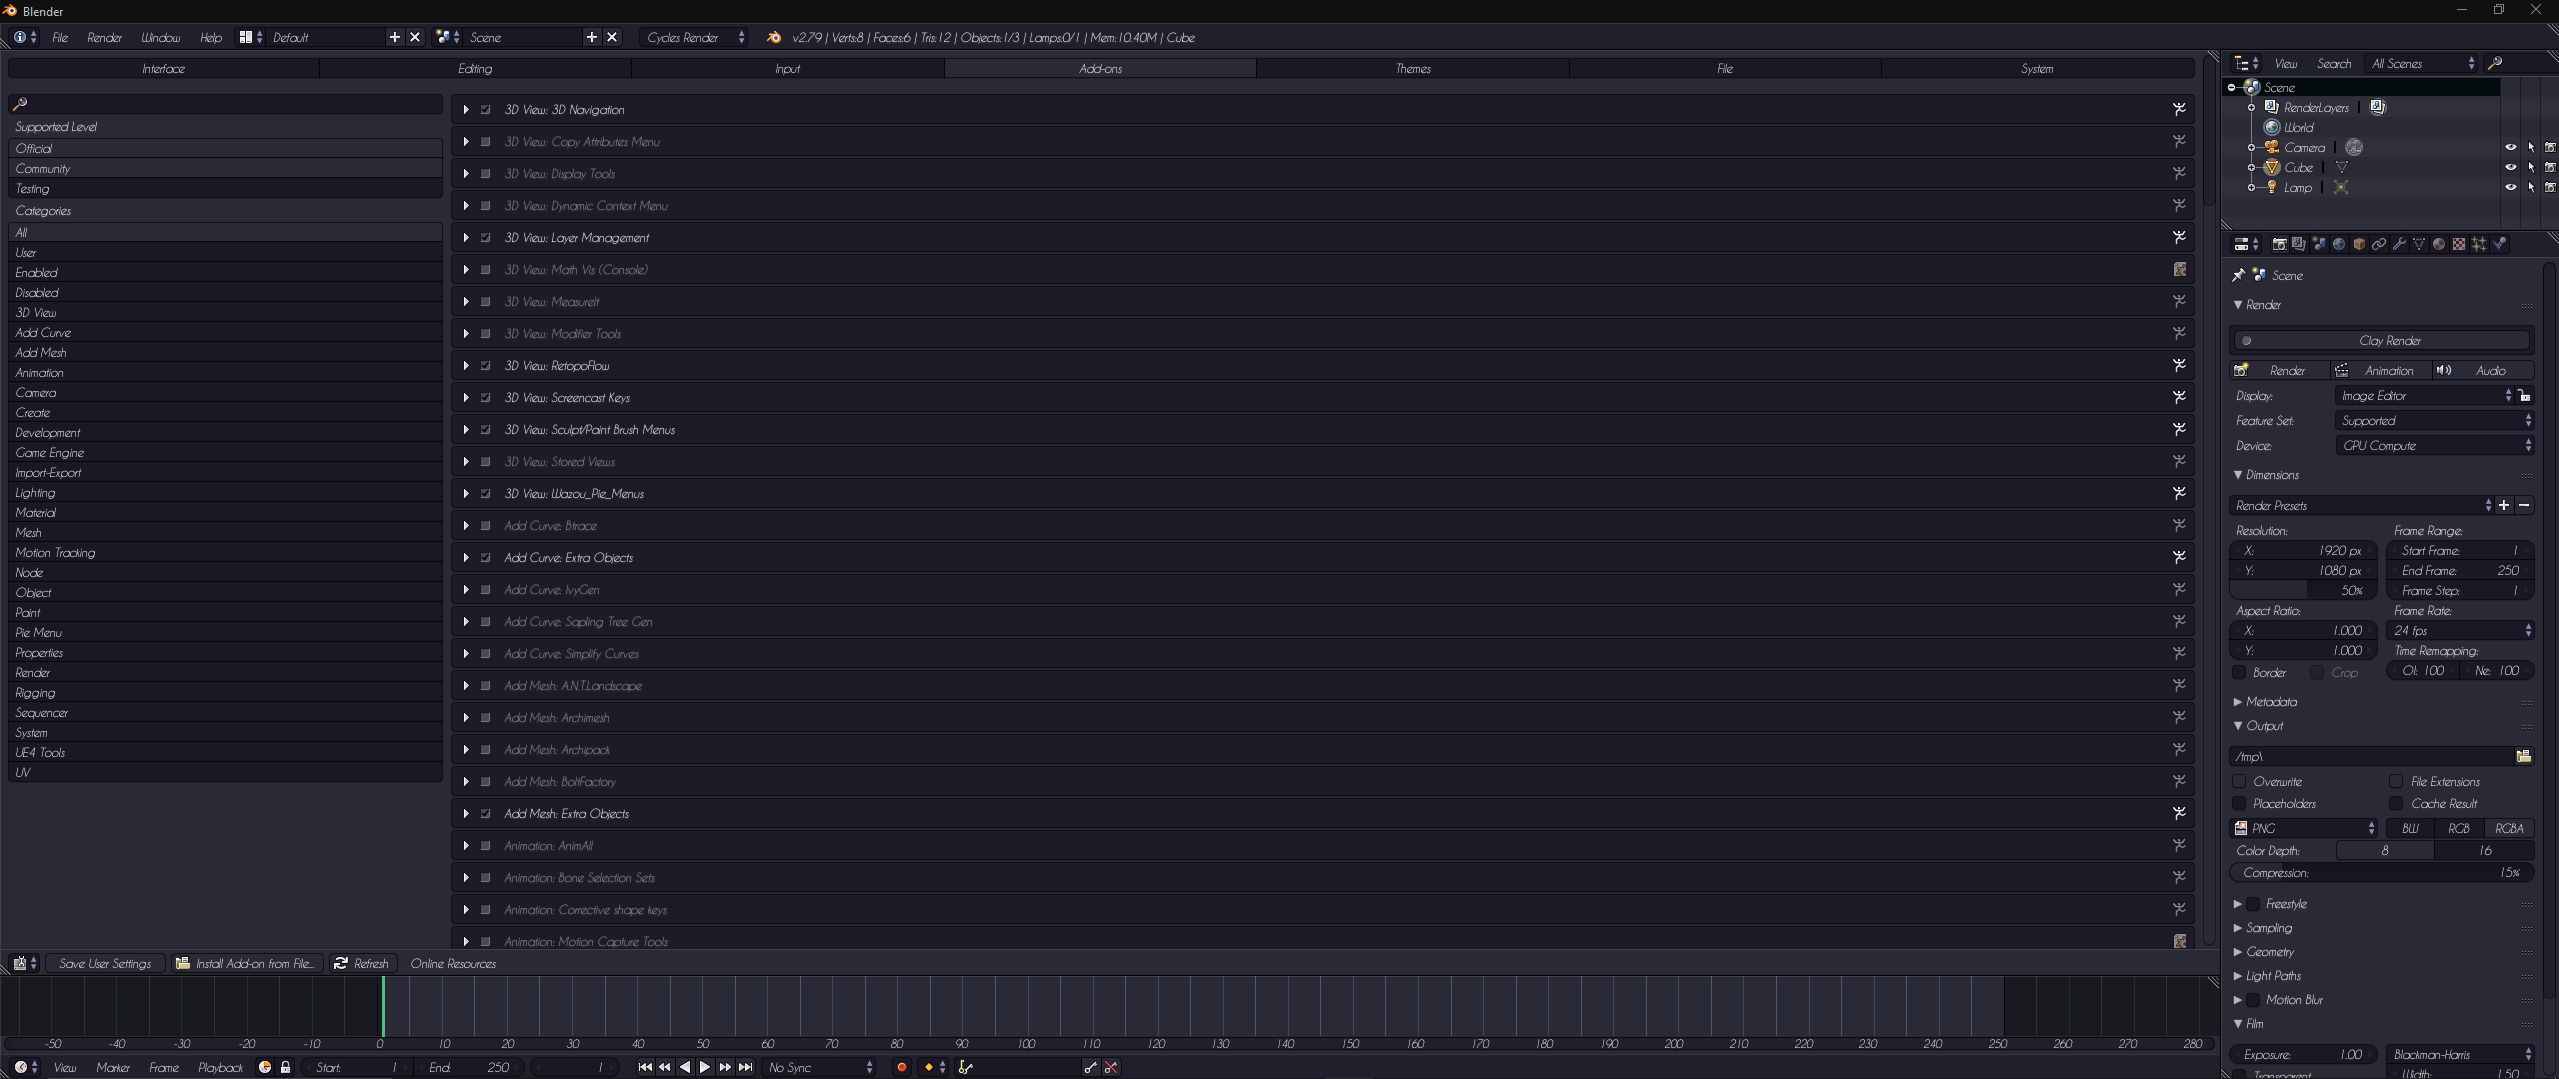 Blender
File Render Window Help Default Scene Cycles Render v2.79 | Verts:8 | Faces:6 | Tris:12 | Objects:1/3 | Lamps:0/1 | Mem:10.40M | Cube
Interface Editing Input Add-ons Themes File System
Supported Level
Official
Community
Testing
Categories
All
User
Enabled
Disabled
3D View
Add Curve
Add Mesh
Animation
Camera
Create
Development
Game Engine
Import-Export
Lighting
Material
Mesh
Motion Tracking
Node
Object
Paint
Pie Menu
Properties
Render
Rigging
Sequencer
System
UE4 Tools
UV
3D View: 3D Navigation
3D View: Copy Attributes Menu
3D View: Display Tools
3D View: Dynamic Context Menu
3D View: Layer Management
3D View: Math Vis (Console)
3D View: MeasureIt
3D View: Modifier Tools
3D View: RetopoFlow
3D View: Screencast Keys
3D View: Sculpt/Paint Brush Menus
3D View: Stored Views
3D View: Wazou_Pie_Menus
Add Curve: Btrace
Add Curve: Extra Objects
Add Curve: IvyGen
Add Curve: Sapling Tree Gen
Add Curve: Simplify Curves
Add Mesh: A.N.T.Landscape
Add Mesh: Archimesh
Add Mesh: Archipack
Add Mesh: BoltFactory
Add Mesh: Extra Objects
Animation: AnimAll
Animation: Bone Selection Sets
Animation: Corrective shape keys
Animation: Motion Capture Tools
Save User Settings Install Add-on from File... Refresh Online Resources
-50 -40 -30 -20 -10 0 10 20 30 40 50 60 70 80 90 100 110 120 130 140 150 160 170 180 190 200 210 220 230 240 250 260 270 280
View Marker Frame Playback Start: 1 End: 250 1 No Sync
View Search All Scenes
Scene
RenderLayers |
World
Camera |
Cube |
Lamp |
Scene
Render
Clay Render
Render Animation Audio
Display: Image Editor
Feature Set: Supported
Device: GPU Compute
Dimensions
Render Presets
Resolution: Frame Range:
X: 1920 px Start Frame: 1
Y: 1080 px End Frame: 250
50% Frame Step: 1
Aspect Ratio: Frame Rate:
X: 1.000 24 fps
Y: 1.000 Time Remapping:
Border Crop Ol: 100 Ne: 100
Metadata
Output
/tmp\
Overwrite File Extensions
Placeholders Cache Result
PNG BW RGB RGBA
Color Depth: 8 16
Compression: 15%
Freestyle
Sampling
Geometry
Light Paths
Motion Blur
Film
Exposure: 1.00 Blackman-Harris
Transparent Width: 1.50